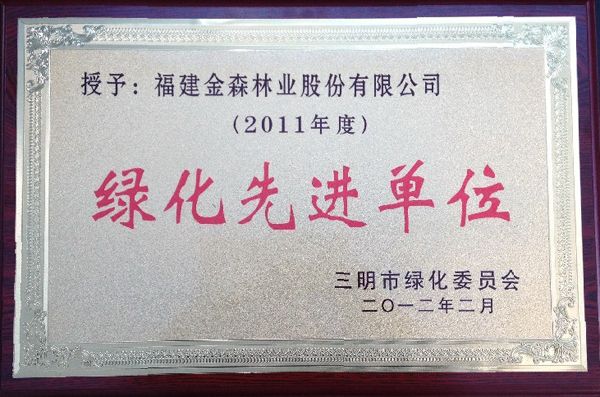 授予：福建金森林业股份有限公司
（2011年度）
绿化先进单位
三明市绿化委员会
二〇一二年二月